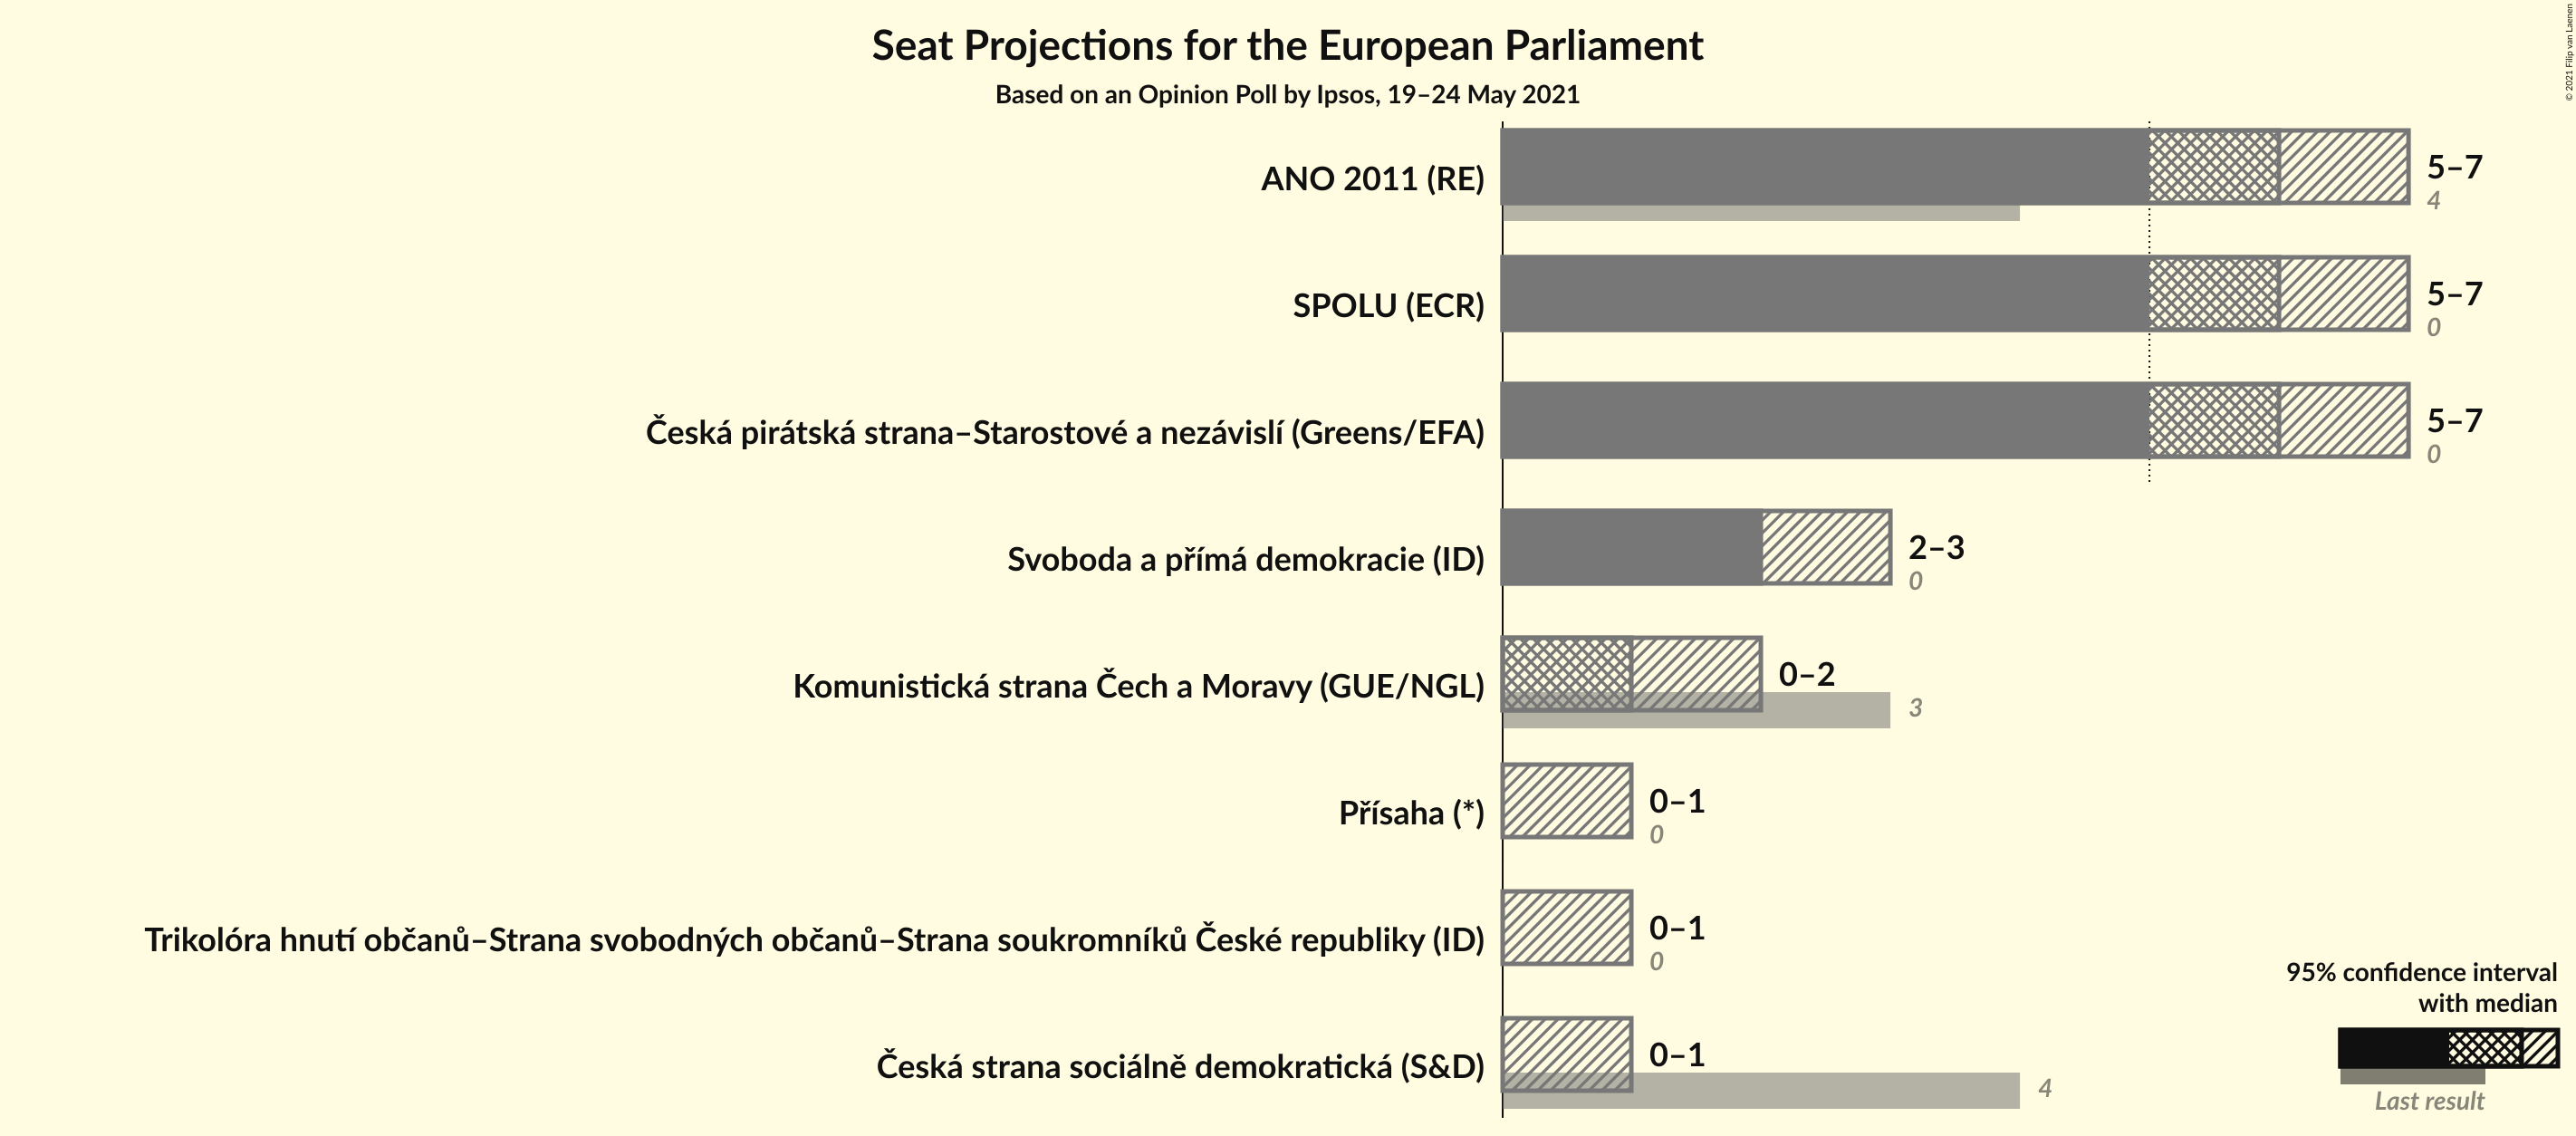 Seat Projections for the European Parliament
Based on an Opinion Poll by Ipsos, 19–24 May 2021
© 2021 Filip van Laenen
ANO 2011 (RE)
5–7
4
SPOLU (ECR)
5–7
0
Česká pirátská strana–Starostové a nezávislí (Greens/EFA)
5–7
0
Svoboda a přímá demokracie (ID)
2–3
0
Komunistická strana Čech a Moravy (GUE/NGL)
0–2
3
Přísaha (*)
0–1
0
Trikolóra hnutí občanů–Strana svobodných občanů–Strana soukromníků České republiky (ID)
0–1
0
Česká strana sociálně demokratická (S&D)
0–1
4
95% confidence interval
with median
Last result